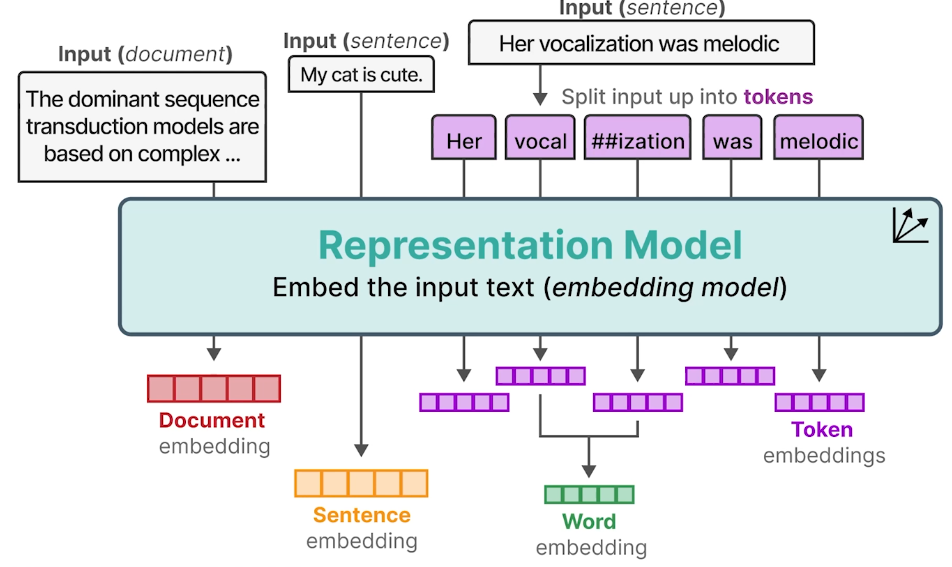 Input (document)
The dominant sequence
transduction models are
based on complex ...
Input (sentence)
My cat is cute.
Input (sentence)
Her vocalization was melodic
Split input up into tokens
Her
vocal
##ization
was
melodic
Representation Model
Embed the input text (embedding model)
Document
embedding
Sentence
embedding
Word
embedding
Token
embeddings